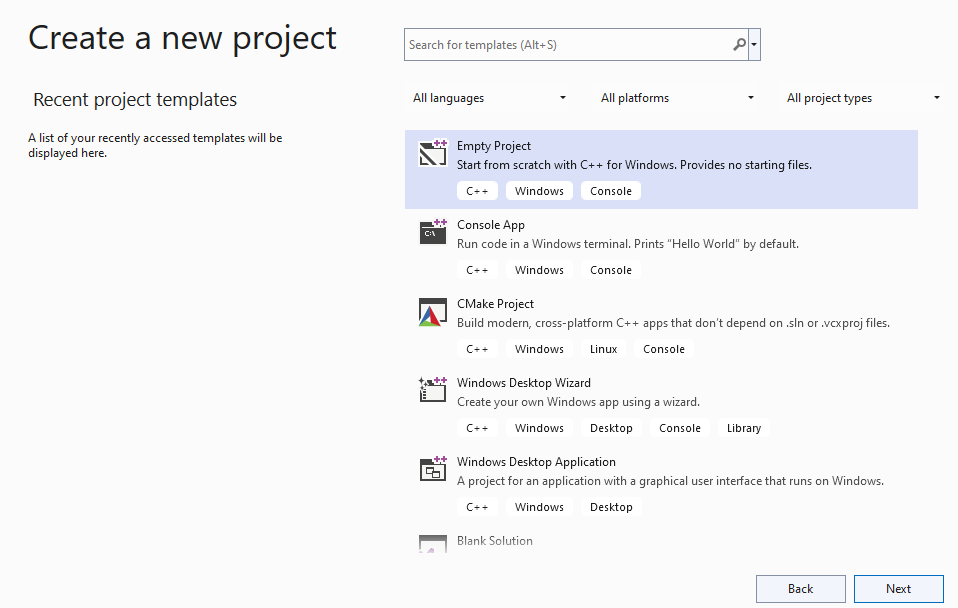 Create a new project
Search for templates (Alt+S)
Recent project templates
A list of your recently accessed templates will be
displayed here.
All languages
All platforms
All project types
Empty Project
Start from scratch with C++ for Windows. Provides no starting files.
C++ Windows Console
Console App
Run code in a Windows terminal. Prints "Hello World" by default.
C++ Windows Console
CMake Project
Build modern, cross-platform C++ apps that don't depend on .sln or .vcxproj files.
C++ Windows Linux Console
Windows Desktop Wizard
Create your own Windows app using a wizard.
C++ Windows Desktop Console Library
Windows Desktop Application
A project for an application with a graphical user interface that runs on Windows.
C++ Windows Desktop
Blank Solution
Back
Next